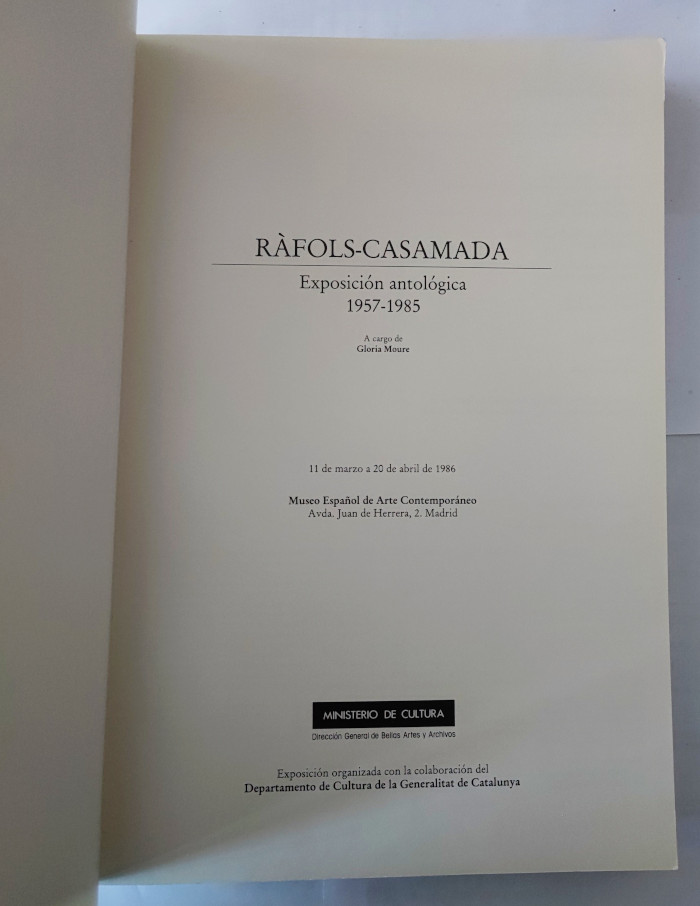 RÀFOLS-CASAMADA
Exposición antológica
1957-1985
A cargo de
Gloria Moure
11 de marzo a 20 de abril de 1986
Museo Español de Arte Contemporáneo
Avda. Juan de Herrera, 2. Madrid
MINISTERIO DE CULTURA
Dirección General de Bellas Artes y Archivos
Exposición organizada con la colaboración del
Departamento de Cultura de la Generalitat de Catalunya